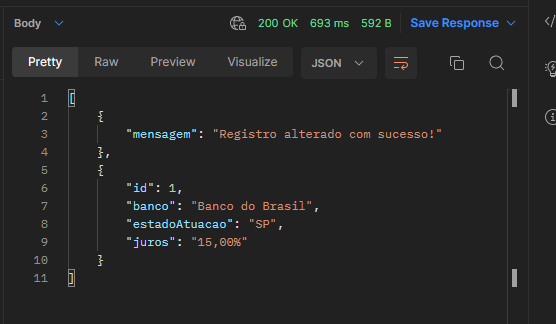 Body 200 OK 693 ms 592 B Save Response
Pretty Raw Preview Visualize JSON
1 [
2 {
3 "mensagem": "Registro alterado com sucesso!"
4 },
5 {
6 "id": 1,
7 "banco": "Banco do Brasil",
8 "estadoAtuacao": "SP",
9 "juros": "15,00%"
10 }
11 ]